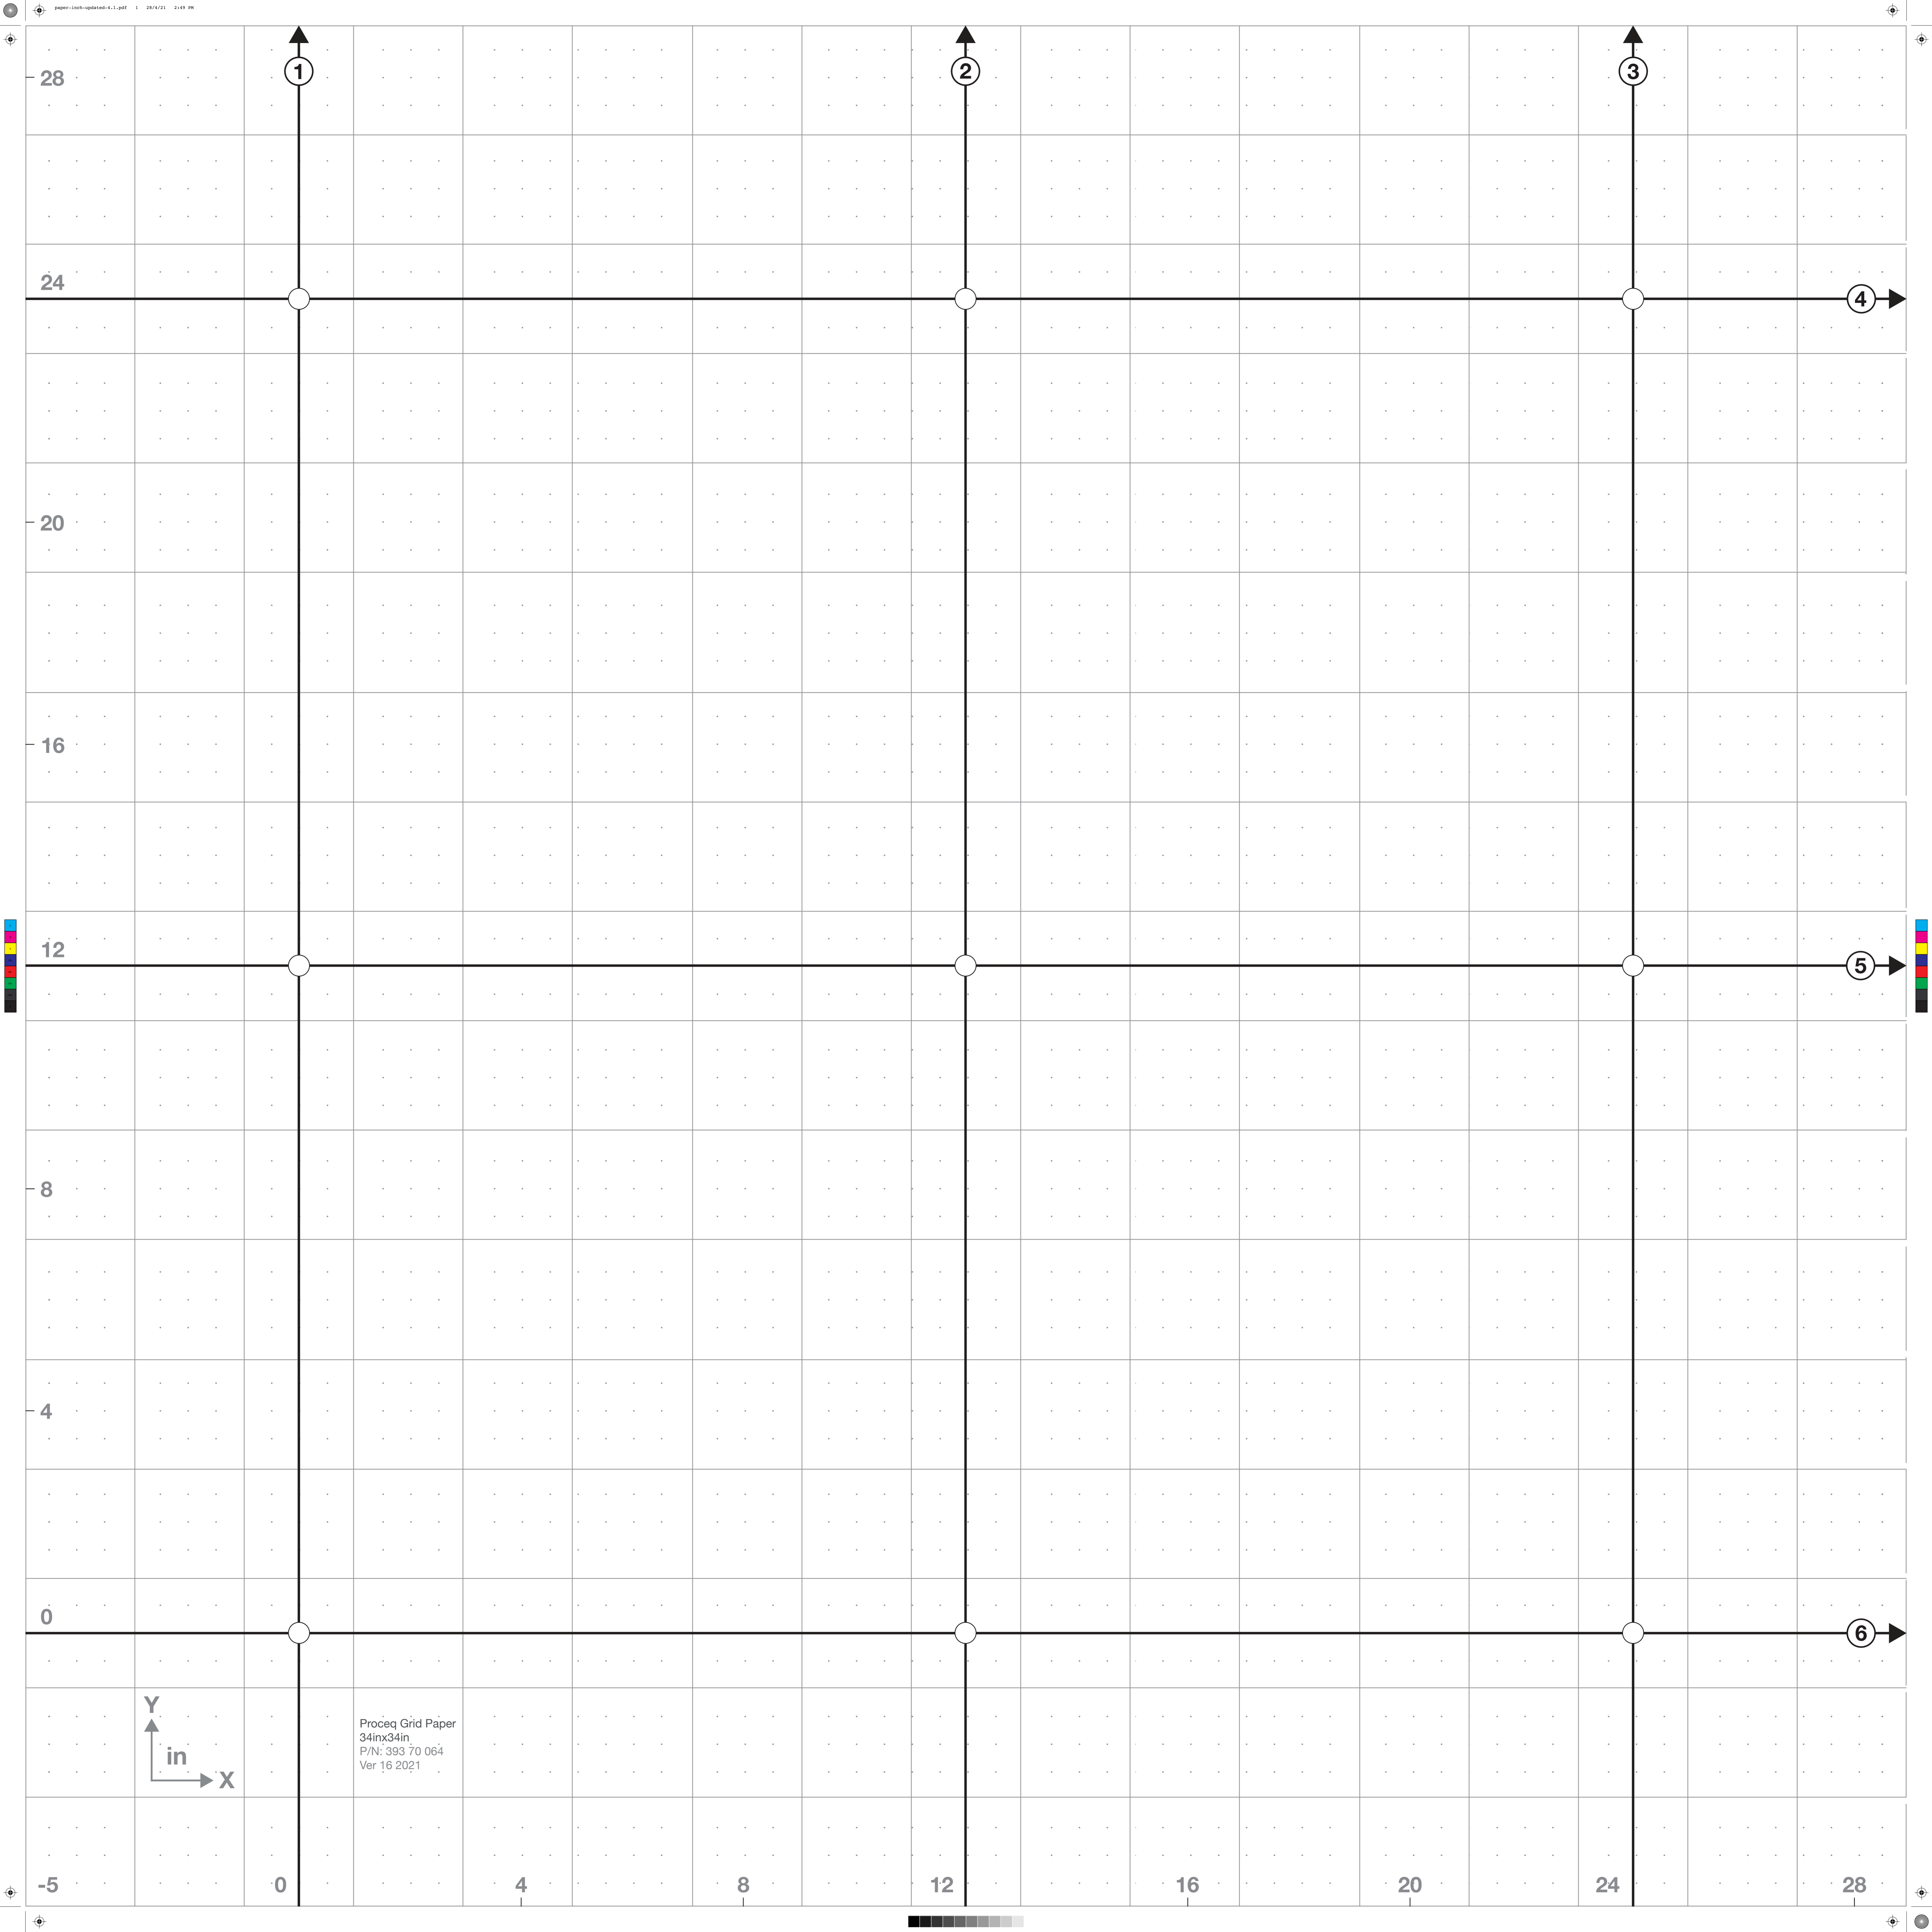 paper-inch-updated-4.1.pdf 1 29/4/21 2:49 PM
1 2 3
28
24
4
20
16
12
5
8
4
0
6
Y
in
X
Proceq Grid Paper
34inx34in
P/N: 393 70 064
Ver 16 2021
-5 0 4 8 12 16 20 24 28